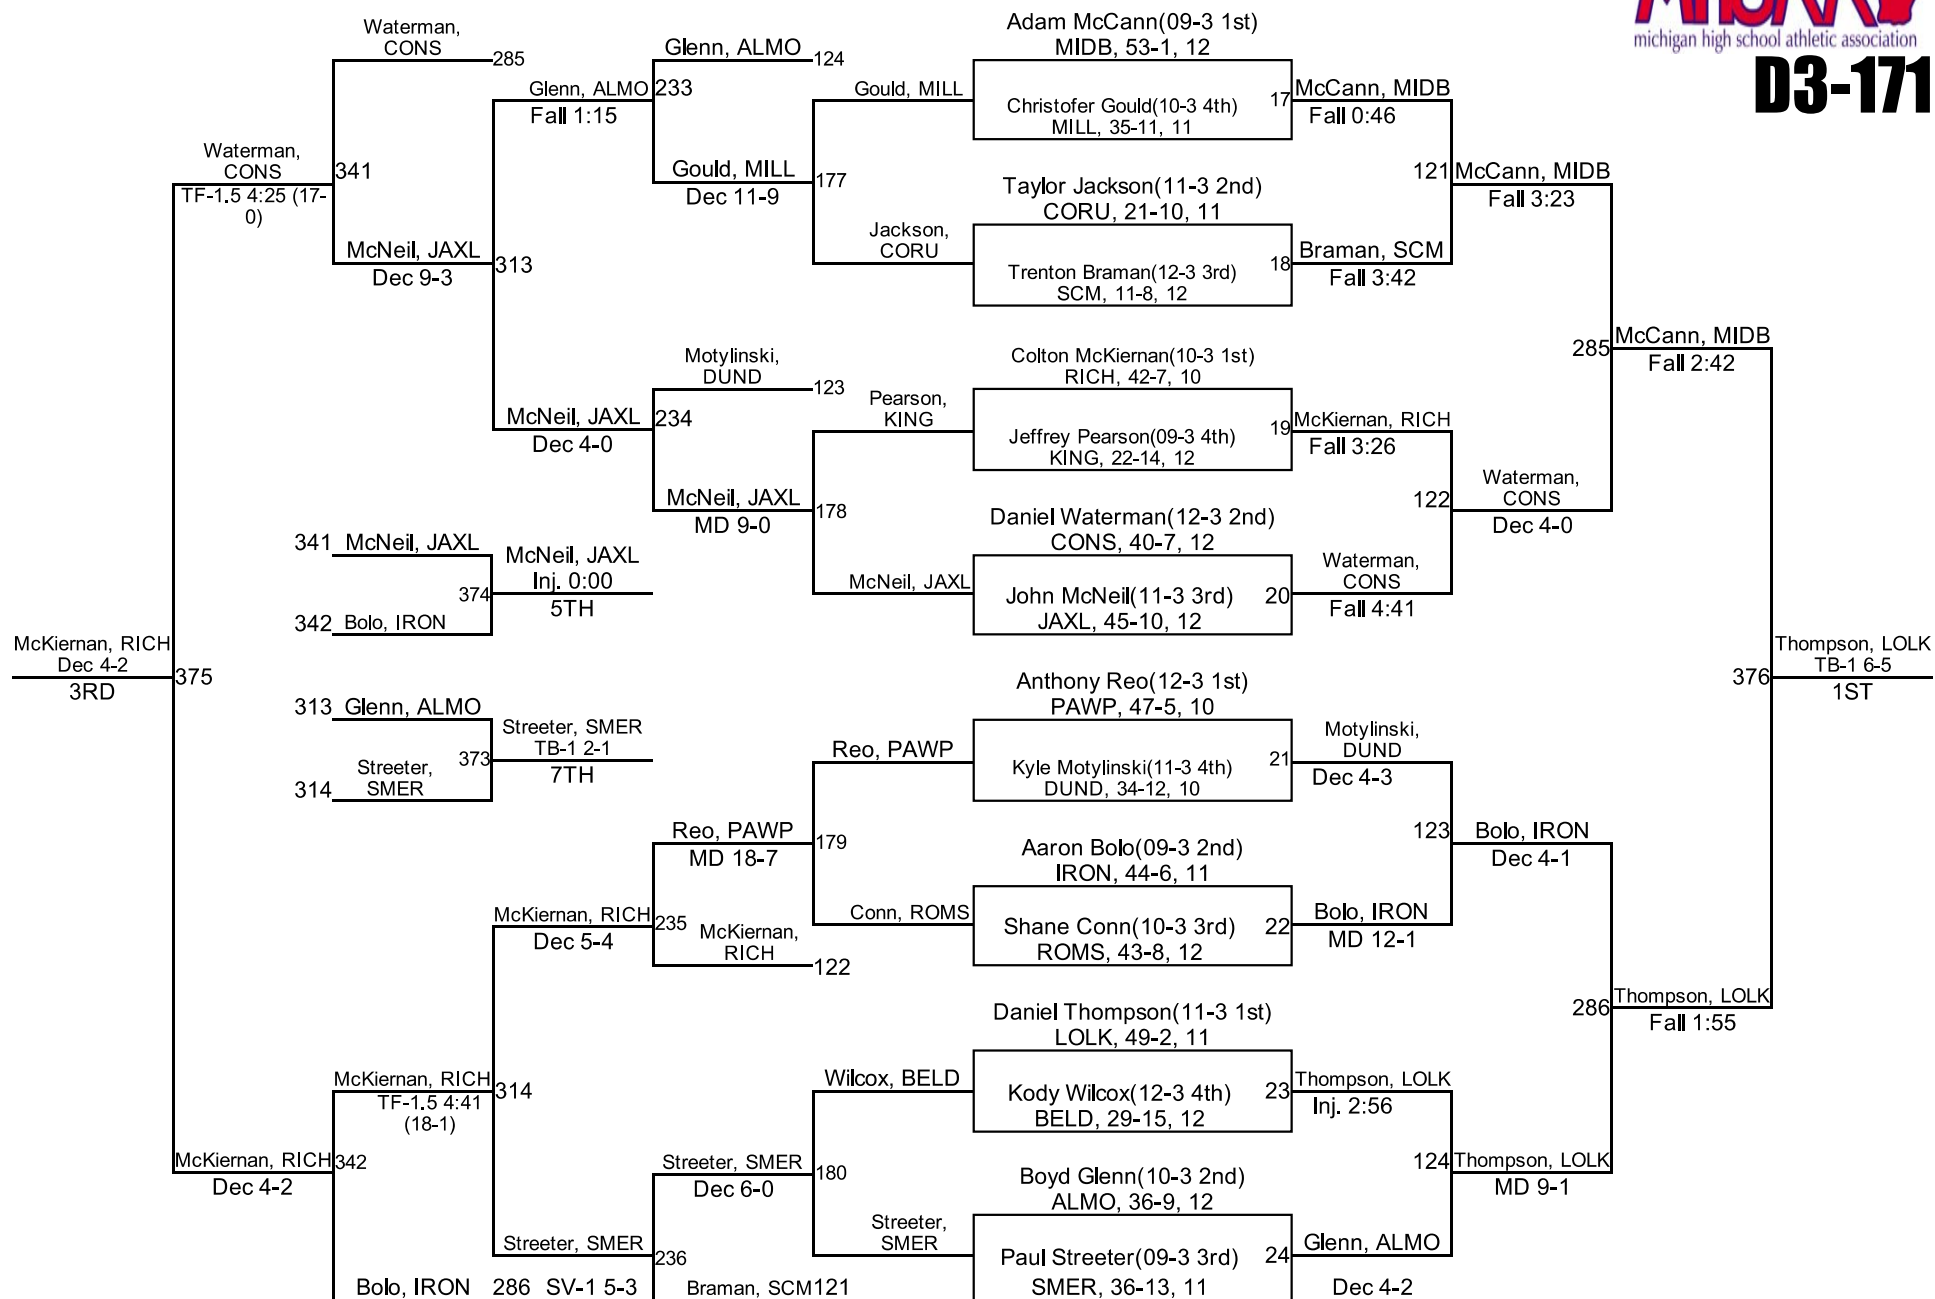 michigan high school athletic association
D3-171
Waterman,
CONS
285
Waterman,
CONS
TF-1.5 4:25 (17-
0)
341
McNeil, JAXL
Dec 9-3
313
Glenn, ALMO
Fall 1:15
233
Glenn, ALMO
124
Gould, MILL
Dec 11-9
177
Gould, MILL
Jackson,
CORU
McNeil, JAXL
Dec 4-0
234
Motylinski,
DUND
123
McNeil, JAXL
MD 9-0
178
Pearson,
KING
McNeil, JAXL
341 McNeil, JAXL
342 Bolo, IRON
374
McNeil, JAXL
Inj. 0:00
5TH
McKiernan, RICH
Dec 4-2
3RD
375
313 Glenn, ALMO
314
Streeter,
SMER
373
Streeter, SMER
TB-1 2-1
7TH
Reo, PAWP
MD 18-7
179
Reo, PAWP
Conn, ROMS
McKiernan, RICH
Dec 5-4
235
McKiernan,
RICH
122
McKiernan, RICH
TF-1.5 4:41
(18-1)
314
McKiernan, RICH
Dec 4-2
342
Streeter, SMER
Dec 6-0
180
Wilcox, BELD
Streeter,
SMER
Streeter, SMER
236
Bolo, IRON 286 SV-1 5-3 Braman, SCM 121
Adam McCann(09-3 1st)
MIDB, 53-1, 12
Christofer Gould(10-3 4th)
MILL, 35-11, 11
17
McCann, MIDB
Fall 0:46
Taylor Jackson(11-3 2nd)
CORU, 21-10, 11
Trenton Braman(12-3 3rd)
SCM, 11-8, 12
18
Braman, SCM
Fall 3:42
121
McCann, MIDB
Fall 3:23
Colton McKiernan(10-3 1st)
RICH, 42-7, 10
Jeffrey Pearson(09-3 4th)
KING, 22-14, 12
19
McKiernan, RICH
Fall 3:26
Daniel Waterman(12-3 2nd)
CONS, 40-7, 12
John McNeil(11-3 3rd)
JAXL, 45-10, 12
20
Waterman,
CONS
Fall 4:41
122
Waterman,
CONS
Dec 4-0
285
McCann, MIDB
Fall 2:42
Anthony Reo(12-3 1st)
PAWP, 47-5, 10
Kyle Motylinski(11-3 4th)
DUND, 34-12, 10
21
Motylinski,
DUND
Dec 4-3
Aaron Bolo(09-3 2nd)
IRON, 44-6, 11
Shane Conn(10-3 3rd)
ROMS, 43-8, 12
22
Bolo, IRON
MD 12-1
123
Bolo, IRON
Dec 4-1
Daniel Thompson(11-3 1st)
LOLK, 49-2, 11
Kody Wilcox(12-3 4th)
BELD, 29-15, 12
23
Thompson, LOLK
Inj. 2:56
Boyd Glenn(10-3 2nd)
ALMO, 36-9, 12
Paul Streeter(09-3 3rd)
SMER, 36-13, 11
24
Glenn, ALMO
Dec 4-2
124
Thompson, LOLK
MD 9-1
286
Thompson, LOLK
Fall 1:55
376
Thompson, LOLK
TB-1 6-5
1ST